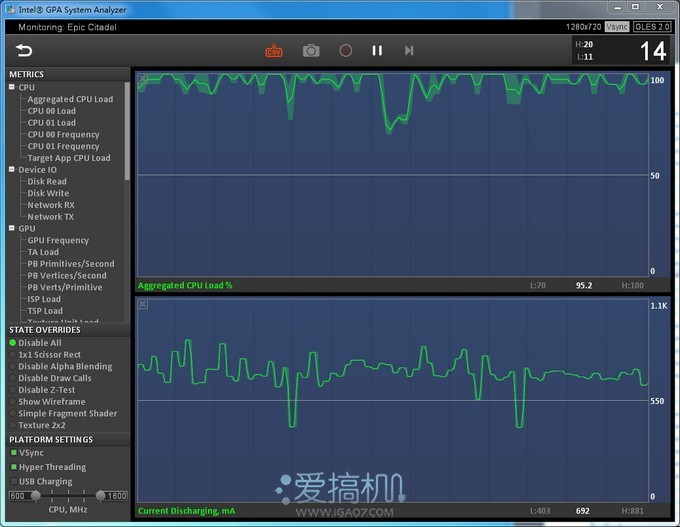 Intel® GPA System Analyzer
Monitoring: Epic Citadel
1280x720 Vsync GLES 2.0
CSV
H:20
L:11
14
METRICS
CPU
Aggregated CPU Load
CPU 00 Load
CPU 01 Load
CPU 00 Frequency
CPU 01 Frequency
Target App CPU Load
Device IO
Disk Read
Disk Write
Network RX
Network TX
GPU
GPU Frequency
TA Load
PB Primitives/Second
PB Vertices/Second
PB Verts/Primitive
ISP Load
TSP Load
Texture Unit Load
STATE OVERRIDES
Disable All
1x1 Scissor Rect
Disable Alpha Blending
Disable Draw Calls
Disable Z-Test
Show Wireframe
Simple Fragment Shader
Texture 2x2
PLATFORM SETTINGS
VSync
Hyper Threading
USB Charging
600 1600
CPU, MHz
100
50
0
Aggregated CPU Load % L:70 95.2 H:100
1.1K
550
0
Current Discharging, mA L:403 692 H:881
爱搞机
WWW.IGAO7.COM